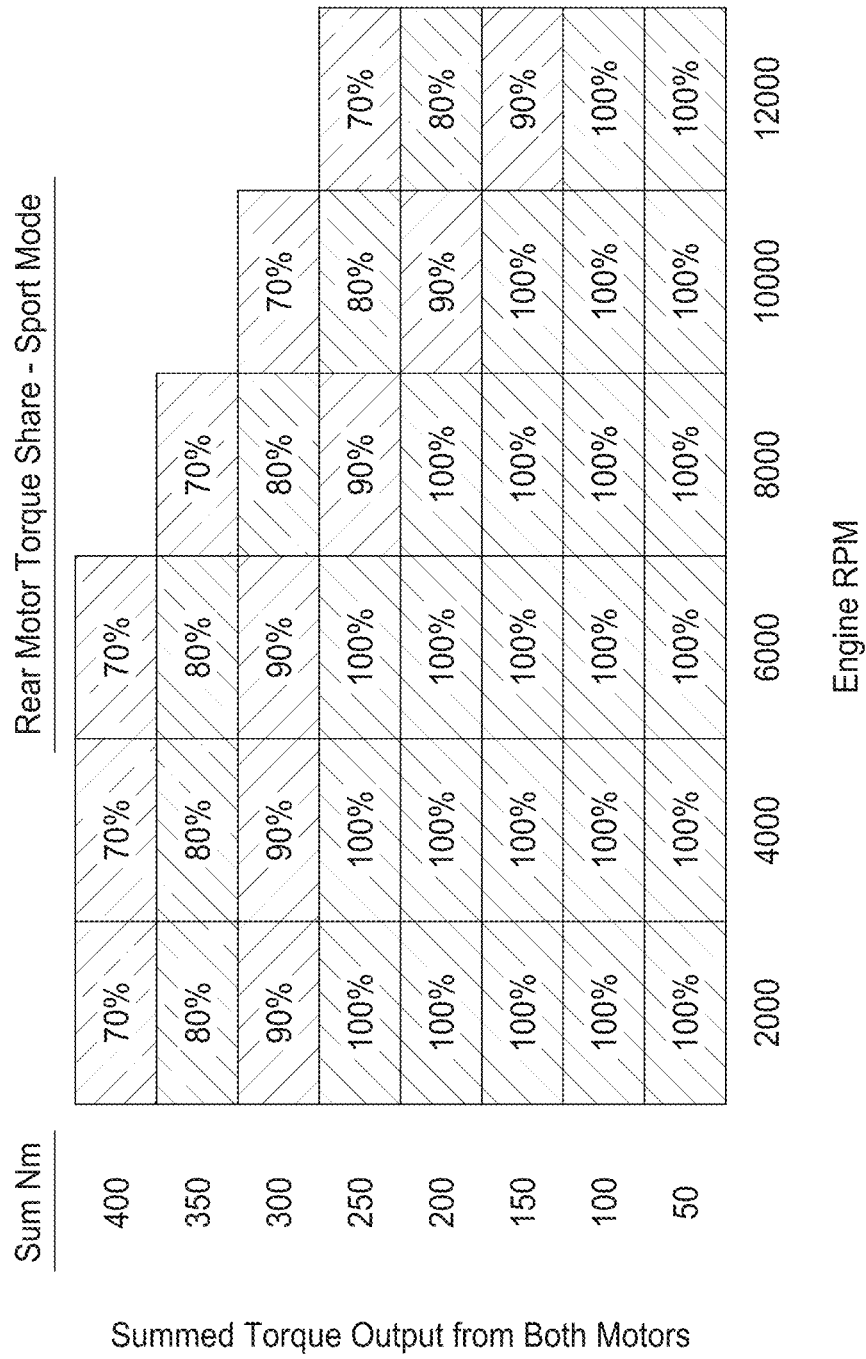 Rear Motor Torque Share - Sport Mode
Sum Nm
400 70% 70% 70%
350 80% 80% 80% 70%
300 90% 90% 90% 80% 70%
250 100% 100% 100% 90% 80% 70%
200 100% 100% 100% 100% 90% 80%
150 100% 100% 100% 100% 100% 90%
100 100% 100% 100% 100% 100% 100%
50 100% 100% 100% 100% 100% 100%
2000 4000 6000 8000 10000 12000
Engine RPM
Summed Torque Output from Both Motors